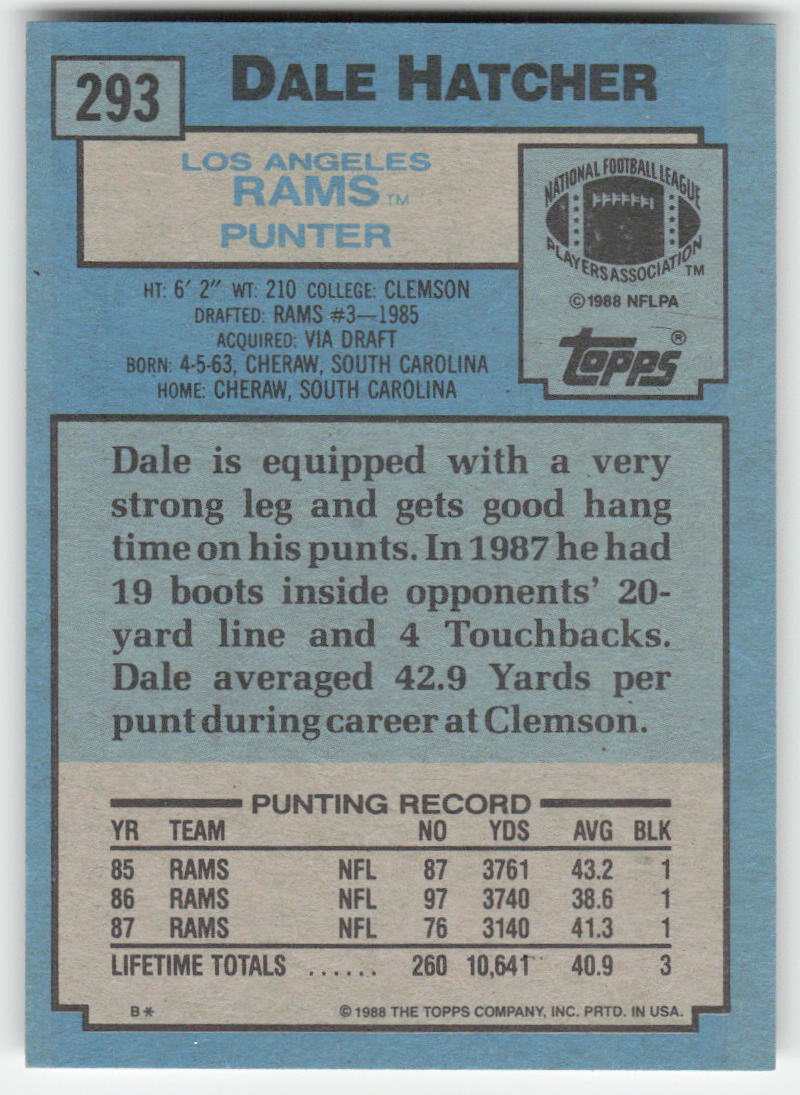 293
DALE HATCHER
LOS ANGELES
RAMS TM
PUNTER
NATIONAL FOOTBALL LEAGUE
PLAYERS ASSOCIATION TM
©1988 NFLPA
TOPPS®
HT: 6' 2" WT: 210 COLLEGE: CLEMSON
DRAFTED: RAMS #3—1985
ACQUIRED: VIA DRAFT
BORN: 4-5-63, CHERAW, SOUTH CAROLINA
HOME: CHERAW, SOUTH CAROLINA
Dale is equipped with a very
strong leg and gets good hang
time on his punts. In 1987 he had
19 boots inside opponents' 20-
yard line and 4 Touchbacks.
Dale averaged 42.9 Yards per
punt during career at Clemson.
PUNTING RECORD
YR TEAM NO YDS AVG BLK
85 RAMS NFL 87 3761 43.2 1
86 RAMS NFL 97 3740 38.6 1
87 RAMS NFL 76 3140 41.3 1
LIFETIME TOTALS ...... 260 10,641 40.9 3
B* ©1988 THE TOPPS COMPANY, INC. PRTD. IN USA.